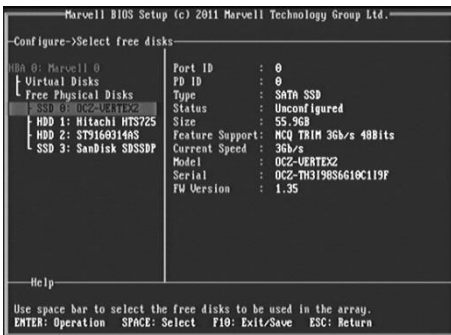 Marvell BIOS Setup (c) 2011 Marvell Technology Group Ltd.
Configure->Select free disks
HBA 0: Marvell 0
Virtual Disks
Free Physical Disks
SSD 0: OCZ-VERTEX2
HDD 1: Hitachi HTS725
HDD 2: ST9160314AS
SSD 3: SanDisk SDSSDP
Port ID : 0
PD ID : 0
Type : SATA SSD
Status : Unconfigured
Size : 55.9GB
Feature Support: NCQ TRIM 3Gb/s 48Bits
Current Speed : 3Gb/s
Model : OCZ-VERTEX2
Serial : OCZ-TH3I98S6G10C1I9F
FW Version : 1.35
Help
Use space bar to select the free disks to be used in the array.
ENTER: Operation SPACE: Select F10: Exit/Save ESC: Return